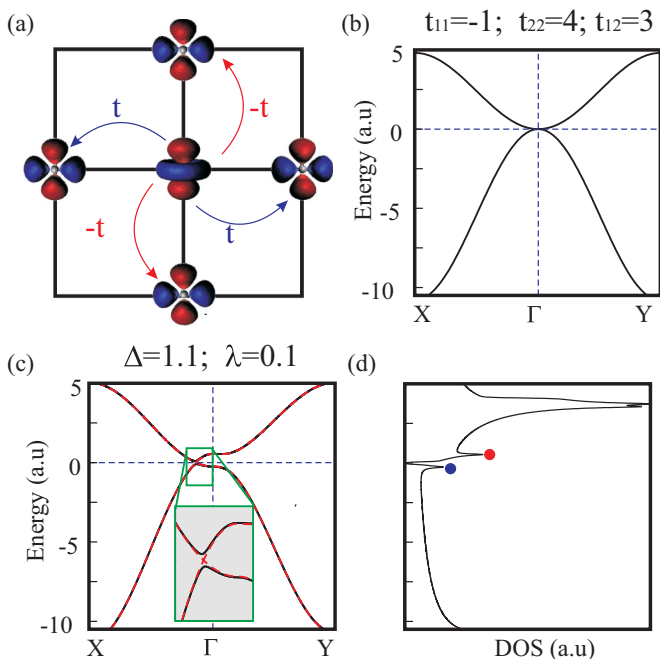 (a)
t
-t
-t
t
(b)
t₁₁=-1; t₂₂=4; t₁₂=3
5
0
-5
-10
Energy (a.u)
X
Γ
Y
(c)
Δ=1.1; λ=0.1
5
0
-5
-10
Energy (a.u)
X
Γ
Y
(d)
DOS (a.u)